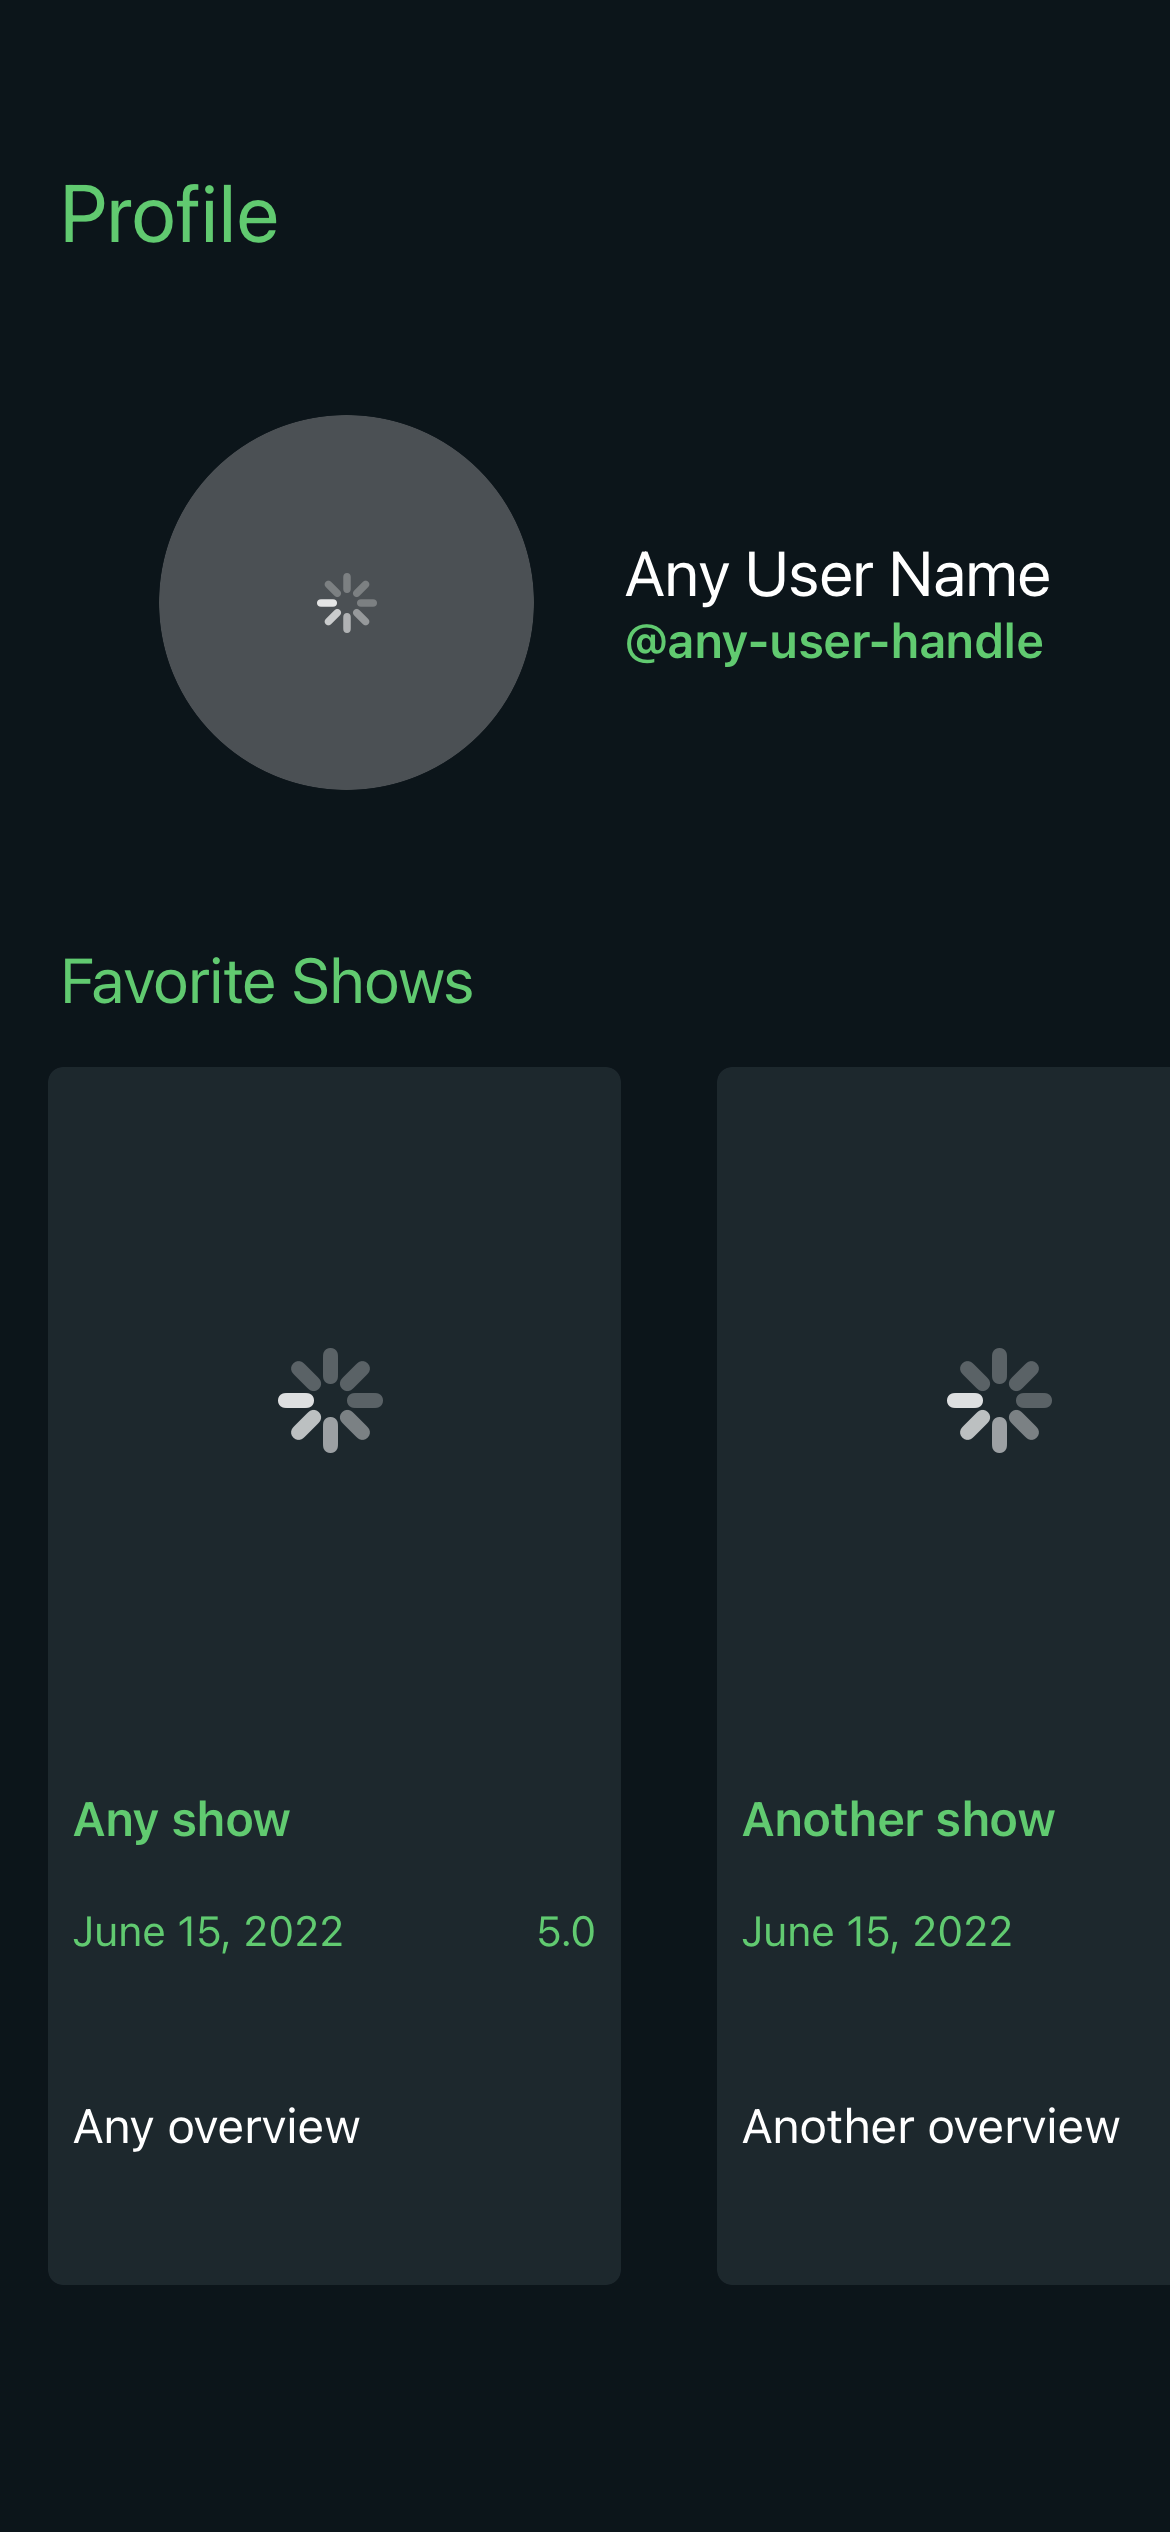 Profile
Any User Name
@any-user-handle
Favorite Shows
Any show
June 15, 2022 5.0
Any overview
Another show
June 15, 2022
Another overview